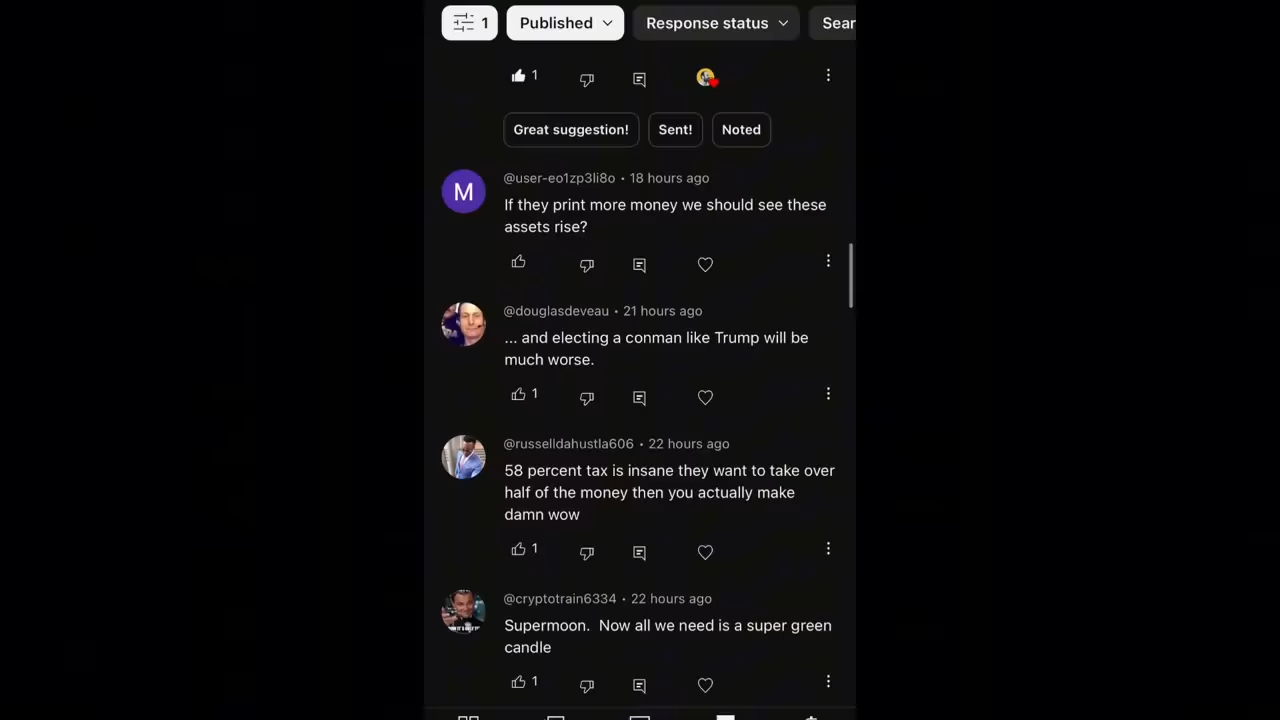 1
Published
Response status
Sear
1
Great suggestion!
Sent!
Noted
M
@user-eo1zp3li8o • 18 hours ago
If they print more money we should see these
assets rise?
@douglasdeveau • 21 hours ago
... and electing a conman like Trump will be
much worse.
1
@russelldahustla606 • 22 hours ago
58 percent tax is insane they want to take over
half of the money then you actually make
damn wow
1
@cryptotrain6334 • 22 hours ago
Supermoon. Now all we need is a super green
candle
1